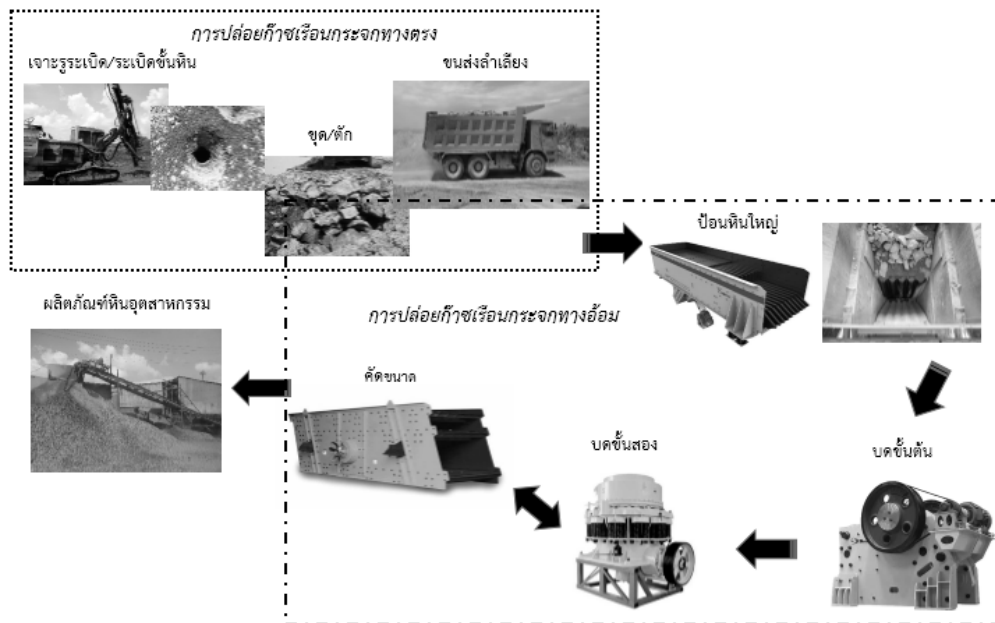 การปล่อยก๊าซเรือนกระจกทางตรง
เจาะรูระเบิด/ระเบิดชั้นหิน
ขนส่งลำเลียง
ขุด/ตัก
ป้อนหินใหญ่
ผลิตภัณฑ์หินอุตสาหกรรม
การปล่อยก๊าซเรือนกระจกทางอ้อม
คัดขนาด
บดขั้นสอง
บดขั้นต้น